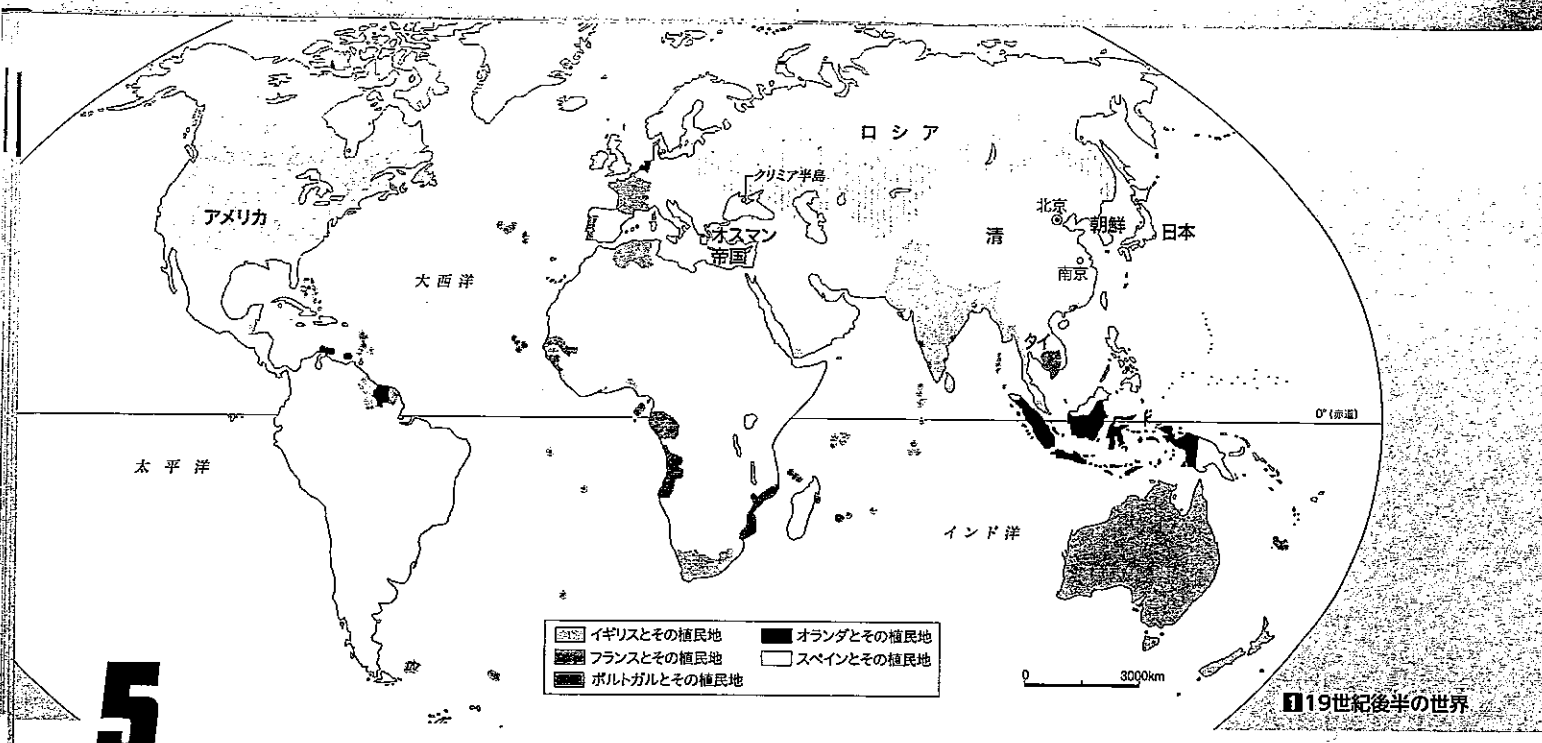 ロシア
クリミア半島
アメリカ
北京
朝鮮
日本
オスマン
帝国
清
南京
大西洋
タイ
0°(赤道)
太平洋
インド洋
イギリスとその植民地
オランダとその植民地
フランスとその植民地
スペインとその植民地
ポルトガルとその植民地
0 3000km
1 19世紀後半の世界
5